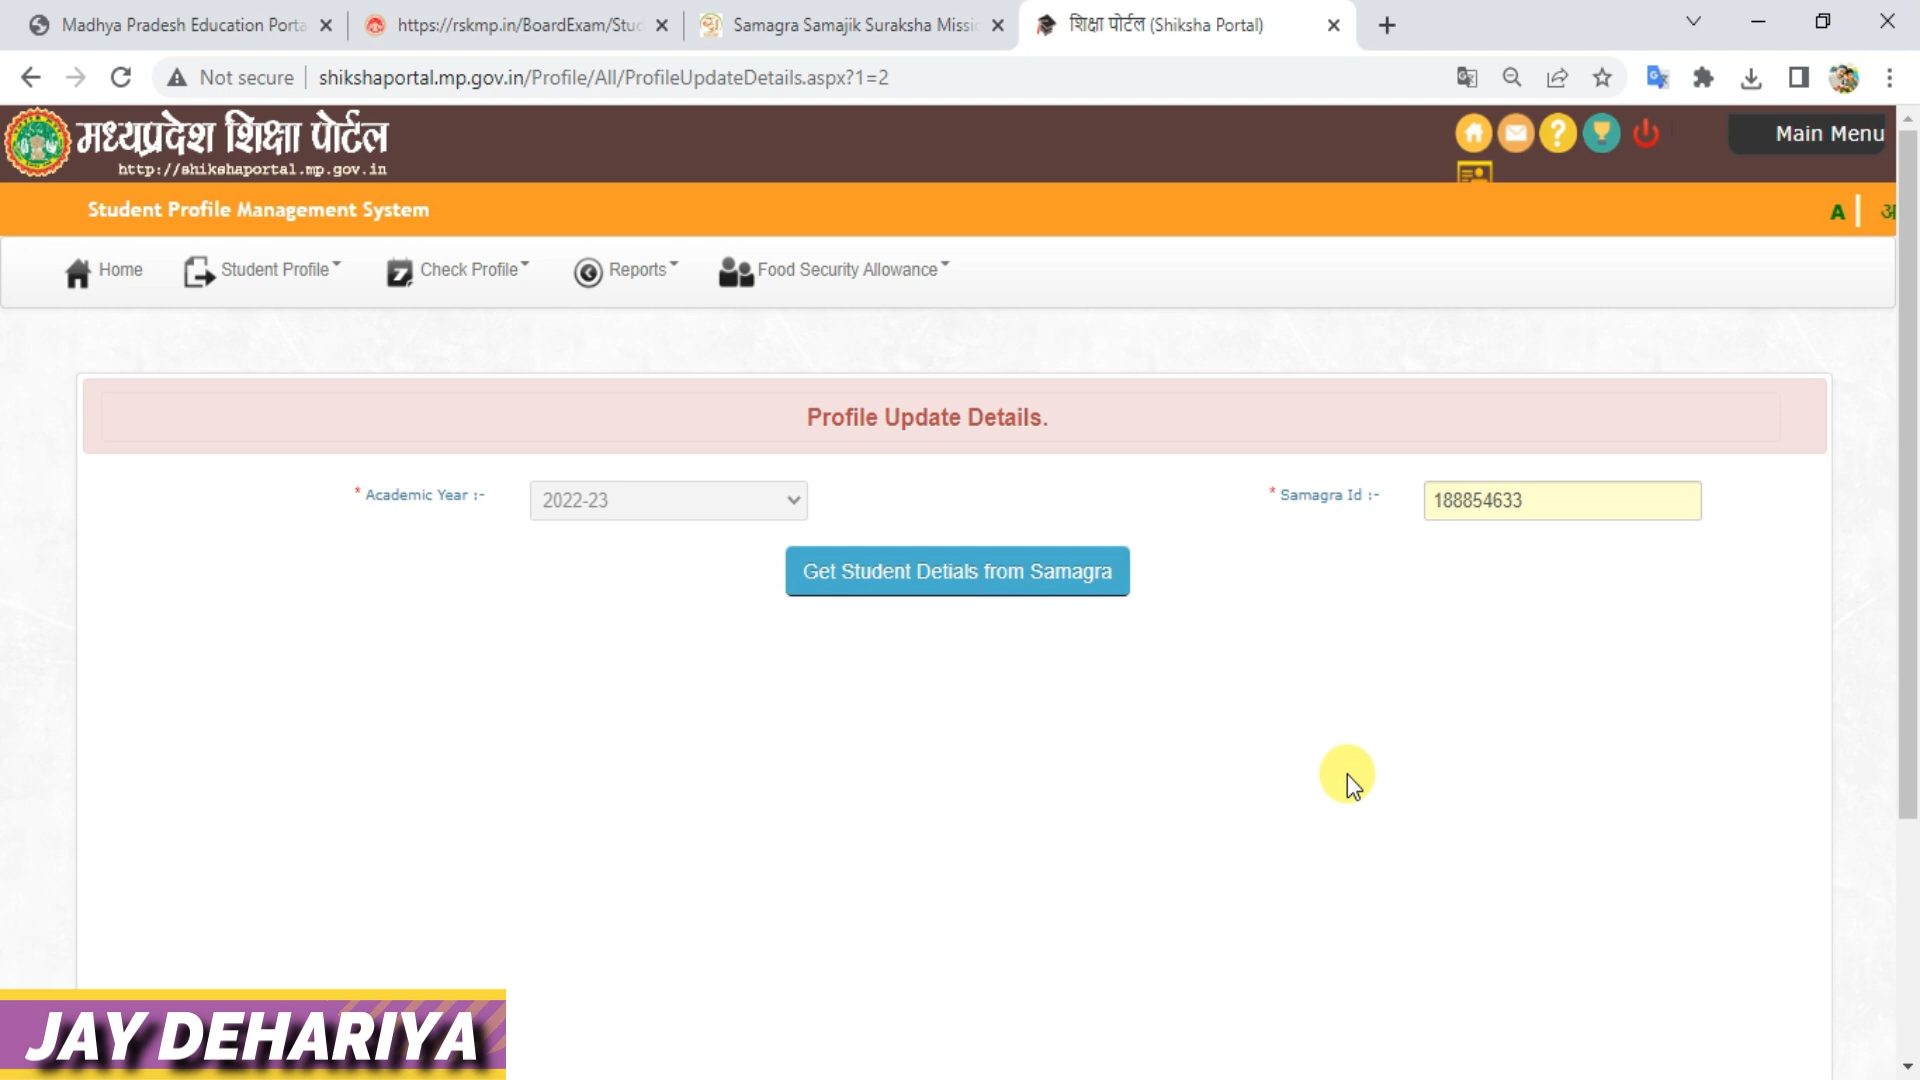 Madhya Pradesh Education Porta
https://rskmp.in/BoardExam/Stuc
Samagra Samajik Suraksha Missio
शिक्षा पोर्टल (Shiksha Portal)
Not secure
shikshaportal.mp.gov.in/Profile/All/ProfileUpdateDetails.aspx?1=2
मध्यप्रदेश शिक्षा पोर्टल
http://shikshaportal.mp.gov.in
Main Menu
Student Profile Management System
A
अ
Home
Student Profile
Check Profile
Reports
Food Security Allowance
Profile Update Details.
* Academic Year :-
2022-23
* Samagra Id :-
188854633
Get Student Detials from Samagra
JAY DEHARIYA